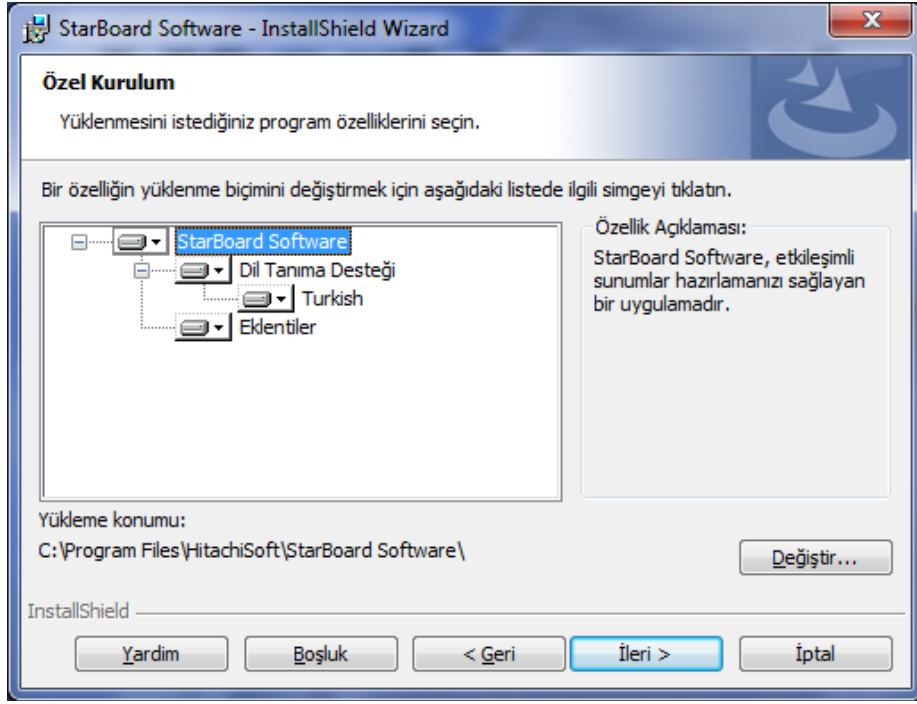 StarBoard Software - InstallShield Wizard
Özel Kurulum
Yüklenmesini istediğiniz program özelliklerini seçin.
Bir özelliğin yüklenme biçimini değiştirmek için aşağıdaki listede ilgili simgeyi tıklatın.
StarBoard Software
Dil Tanıma Desteği
Turkish
Eklentiler
Özellik Açıklaması:
StarBoard Software, etkileşimli
sunumlar hazırlamanızı sağlayan
bir uygulamadır.
Yükleme konumu:
C:\Program Files\HitachiSoft\StarBoard Software\
Değiştir...
InstallShield
Yardim
Boşluk
< Geri
İleri >
İptal